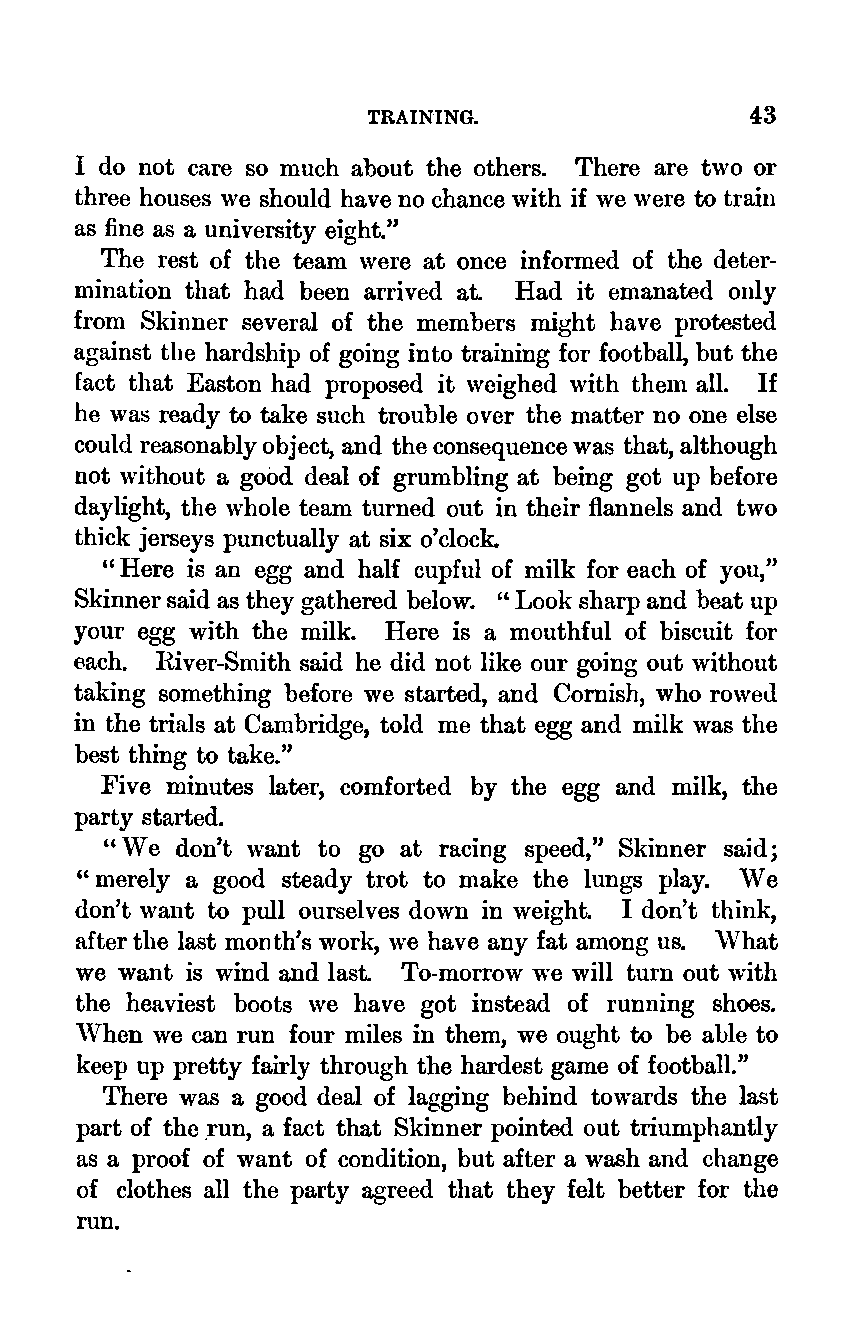 TRAINING. 43
I do not care so much about the others. There are two or
three houses we should have no chance with if we were to train
as fine as a university eight.”
The rest of the team were at once informed of the deter-
mination that had been arrived at. Had it emanated only
from Skinner several of the members might have protested
against the hardship of going into training for football, but the
fact that Easton had proposed it weighed with them all. If
he was ready to take such trouble over the matter no one else
could reasonably object, and the consequence was that, although
not without a good deal of grumbling at being got up before
daylight, the whole team turned out in their flannels and two
thick jerseys punctually at six o’clock.
“Here is an egg and half cupful of milk for each of you,”
Skinner said as they gathered below. “Look sharp and beat up
your egg with the milk. Here is a mouthful of biscuit for
each. River-Smith said he did not like our going out without
taking something before we started, and Cornish, who rowed
in the trials at Cambridge, told me that egg and milk was the
best thing to take.”
Five minutes later, comforted by the egg and milk, the
party started.
“We don’t want to go at racing speed,” Skinner said;
“merely a good steady trot to make the lungs play. We
don’t want to pull ourselves down in weight. I don’t think,
after the last month’s work, we have any fat among us. What
we want is wind and last. To-morrow we will turn out with
the heaviest boots we have got instead of running shoes.
When we can run four miles in them, we ought to be able to
keep up pretty fairly through the hardest game of football.”
There was a good deal of lagging behind towards the last
part of the run, a fact that Skinner pointed out triumphantly
as a proof of want of condition, but after a wash and change
of clothes all the party agreed that they felt better for the
run.